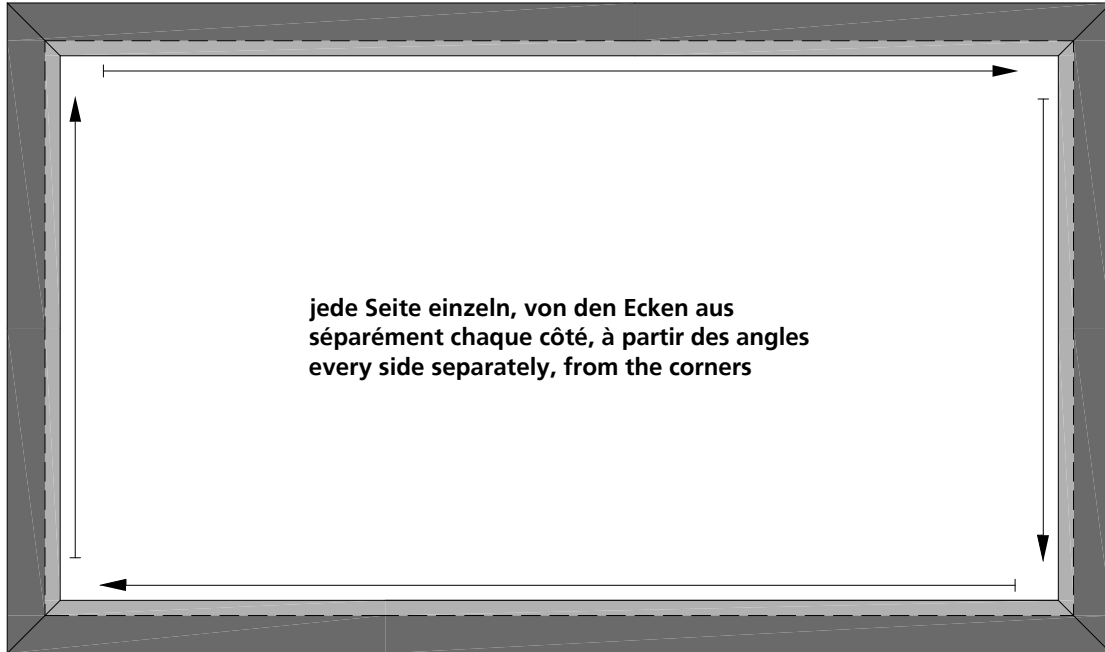 jede Seite einzeln, von den Ecken aus
séparément chaque côté, à partir des angles
every side separately, from the corners